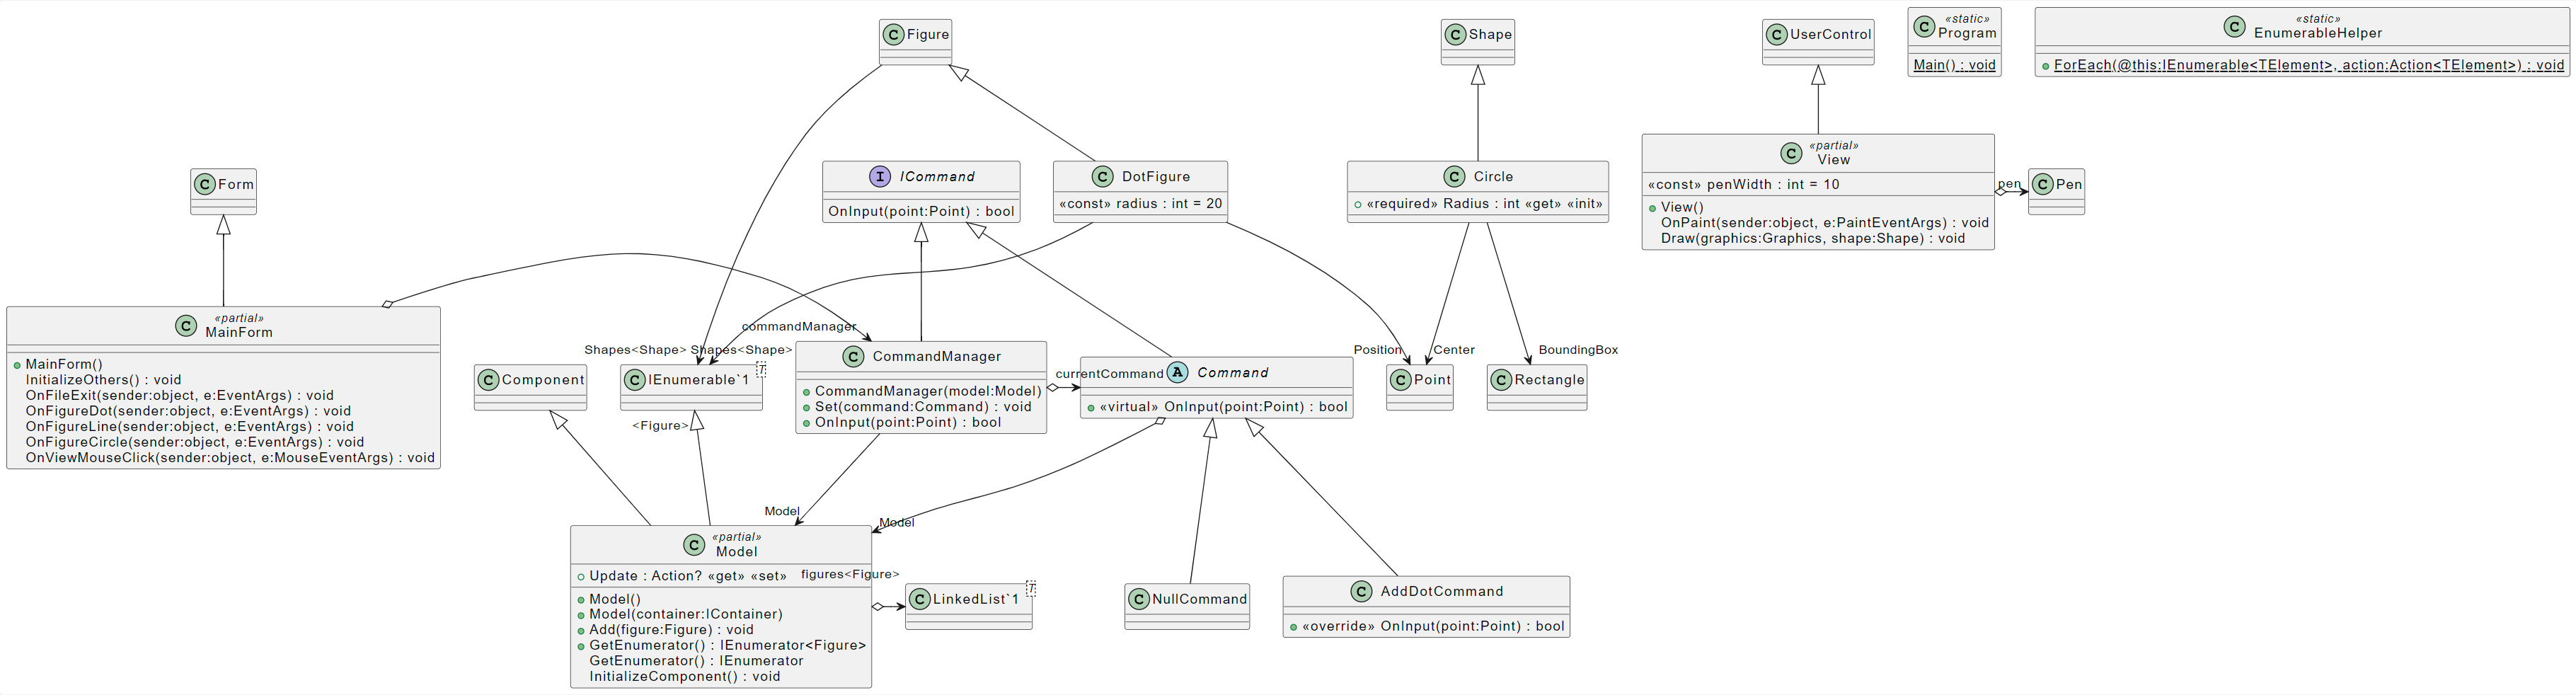 C Figure
C Shape
C UserControl
C «static»
Program
Main() : void
C «static»
EnumerableHelper
ForEach(@this:IEnumerable<TElement>, action:Action<TElement>) : void
C Form
I ICommand
OnInput(point:Point) : bool
C DotFigure
«const» radius : int = 20
C Circle
«required» Radius : int «get» «init»
C «partial»
View
«const» penWidth : int = 10
View()
OnPaint(sender:object, e:PaintEventArgs) : void
Draw(graphics:Graphics, shape:Shape) : void
pen
C Pen
C «partial»
MainForm
MainForm()
InitializeOthers() : void
OnFileExit(sender:object, e:EventArgs) : void
OnFigureDot(sender:object, e:EventArgs) : void
OnFigureLine(sender:object, e:EventArgs) : void
OnFigureCircle(sender:object, e:EventArgs) : void
OnViewMouseClick(sender:object, e:MouseEventArgs) : void
commandManager
Shapes<Shape> Shapes<Shape>
Position
Center
BoundingBox
C Component
C IEnumerable`1
T
<Figure>
C CommandManager
CommandManager(model:Model)
Set(command:Command) : void
OnInput(point:Point) : bool
currentCommand
A Command
«virtual» OnInput(point:Point) : bool
C Point
C Rectangle
Model
Model
C «partial»
Model
Update : Action? «get» «set»
Model()
Model(container:IContainer)
Add(figure:Figure) : void
GetEnumerator() : IEnumerator<Figure>
GetEnumerator() : IEnumerator
InitializeComponent() : void
figures<Figure>
C LinkedList`1
T
C NullCommand
C AddDotCommand
«override» OnInput(point:Point) : bool